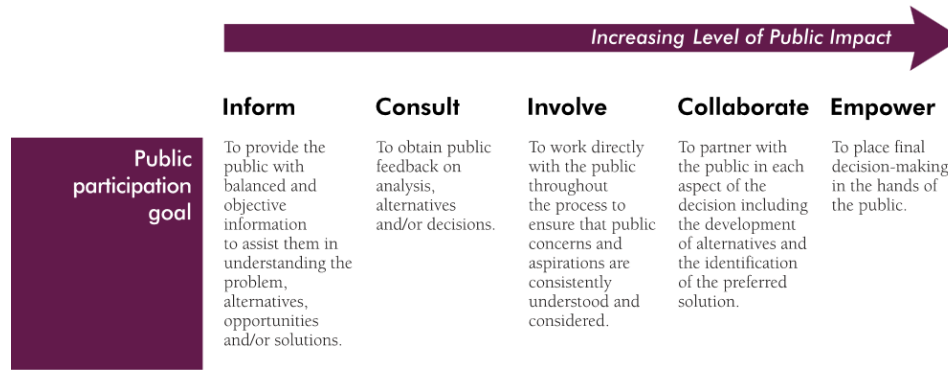 Increasing Level of Public Impact
Inform
Consult
Involve
Collaborate
Empower
Public
participation
goal
To provide the
public with
balanced and
objective
information
to assist them in
understanding the
problem,
alternatives,
opportunities
and/or solutions.
To obtain public
feedback on
analysis,
alternatives
and/or decisions.
To work directly
with the public
throughout
the process to
ensure that public
concerns and
aspirations are
consistently
understood and
considered.
To partner with
the public in each
aspect of the
decision including
the development
of alternatives and
the identification
of the preferred
solution.
To place final
decision-making
in the hands of
the public.